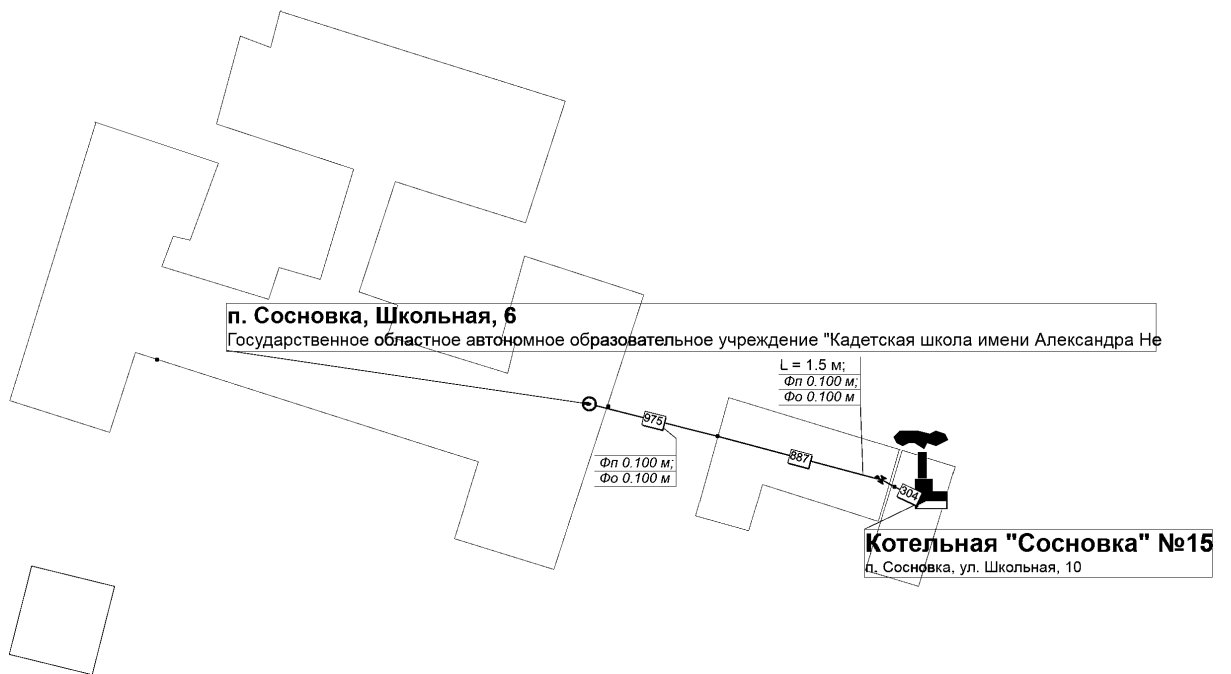 п. Сосновка, Школьная, 6
Государственное областное автономное образовательное учреждение "Кадетская школа имени Александра Не
L = 1.5 м;
Фп 0.100 м;
Фо 0.100 м
975
Фп 0.100 м;
Фо 0.100 м
887
304
Котельная "Сосновка" №15
п. Сосновка, ул. Школьная, 10